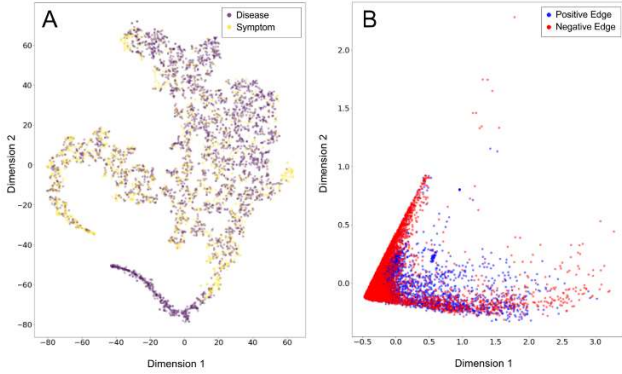 A
Disease
Symptom
Dimension 2
60
40
20
0
−20
−40
−60
−80
−80
−60
−40
−20
0
20
40
60
Dimension 1
B
Positive Edge
Negative Edge
Dimension 2
2.0
1.5
1.0
0.5
0.0
−0.5
0.0
0.5
1.0
1.5
2.0
2.5
3.0
Dimension 1